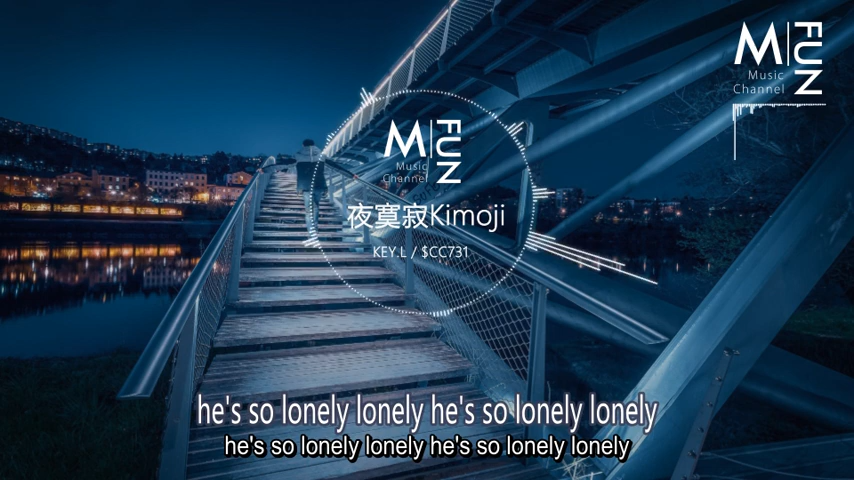 M FUN
Music
Channel
M FUN
Music
Channel
夜寞寂Kimoji
KEY.L / $CC731
he's so lonely lonely he's so lonely lonely
he's so lonely lonely he's so lonely lonely